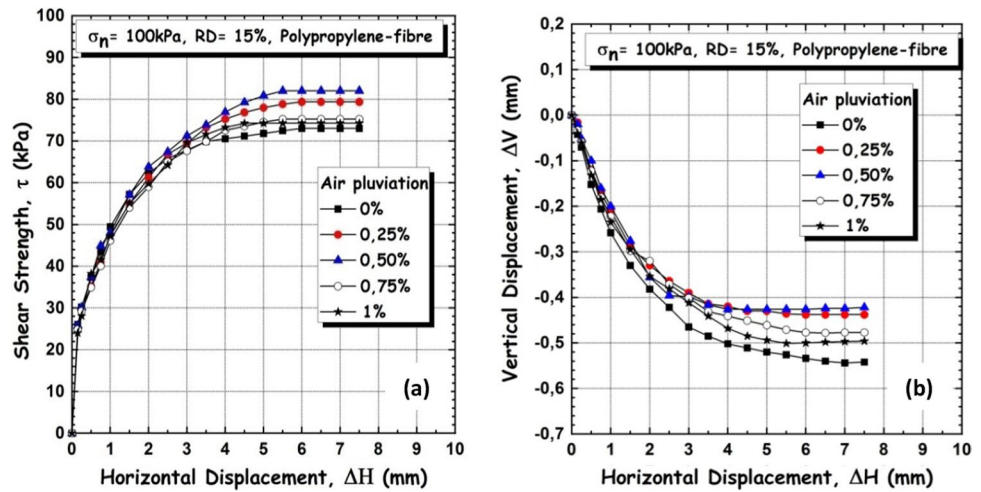 σn= 100kPa, RD= 15%, Polypropylene-fibre
100
90
80
70
60
50
40
30
20
10
0
Shear Strength, τ (kPa)
Air pluviation
0%
0,25%
0,50%
0,75%
1%
(a)
0 1 2 3 4 5 6 7 8 9 10
Horizontal Displacement, ΔH (mm)
σn= 100kPa, RD= 15%, Polypropylene-fibre
0,2
0,1
0,0
-0,1
-0,2
-0,3
-0,4
-0,5
-0,6
-0,7
Vertical Displacement, ΔV (mm)
Air pluviation
0%
0,25%
0,50%
0,75%
1%
(b)
0 1 2 3 4 5 6 7 8 9 10
Horizontal Displacement, ΔH (mm)